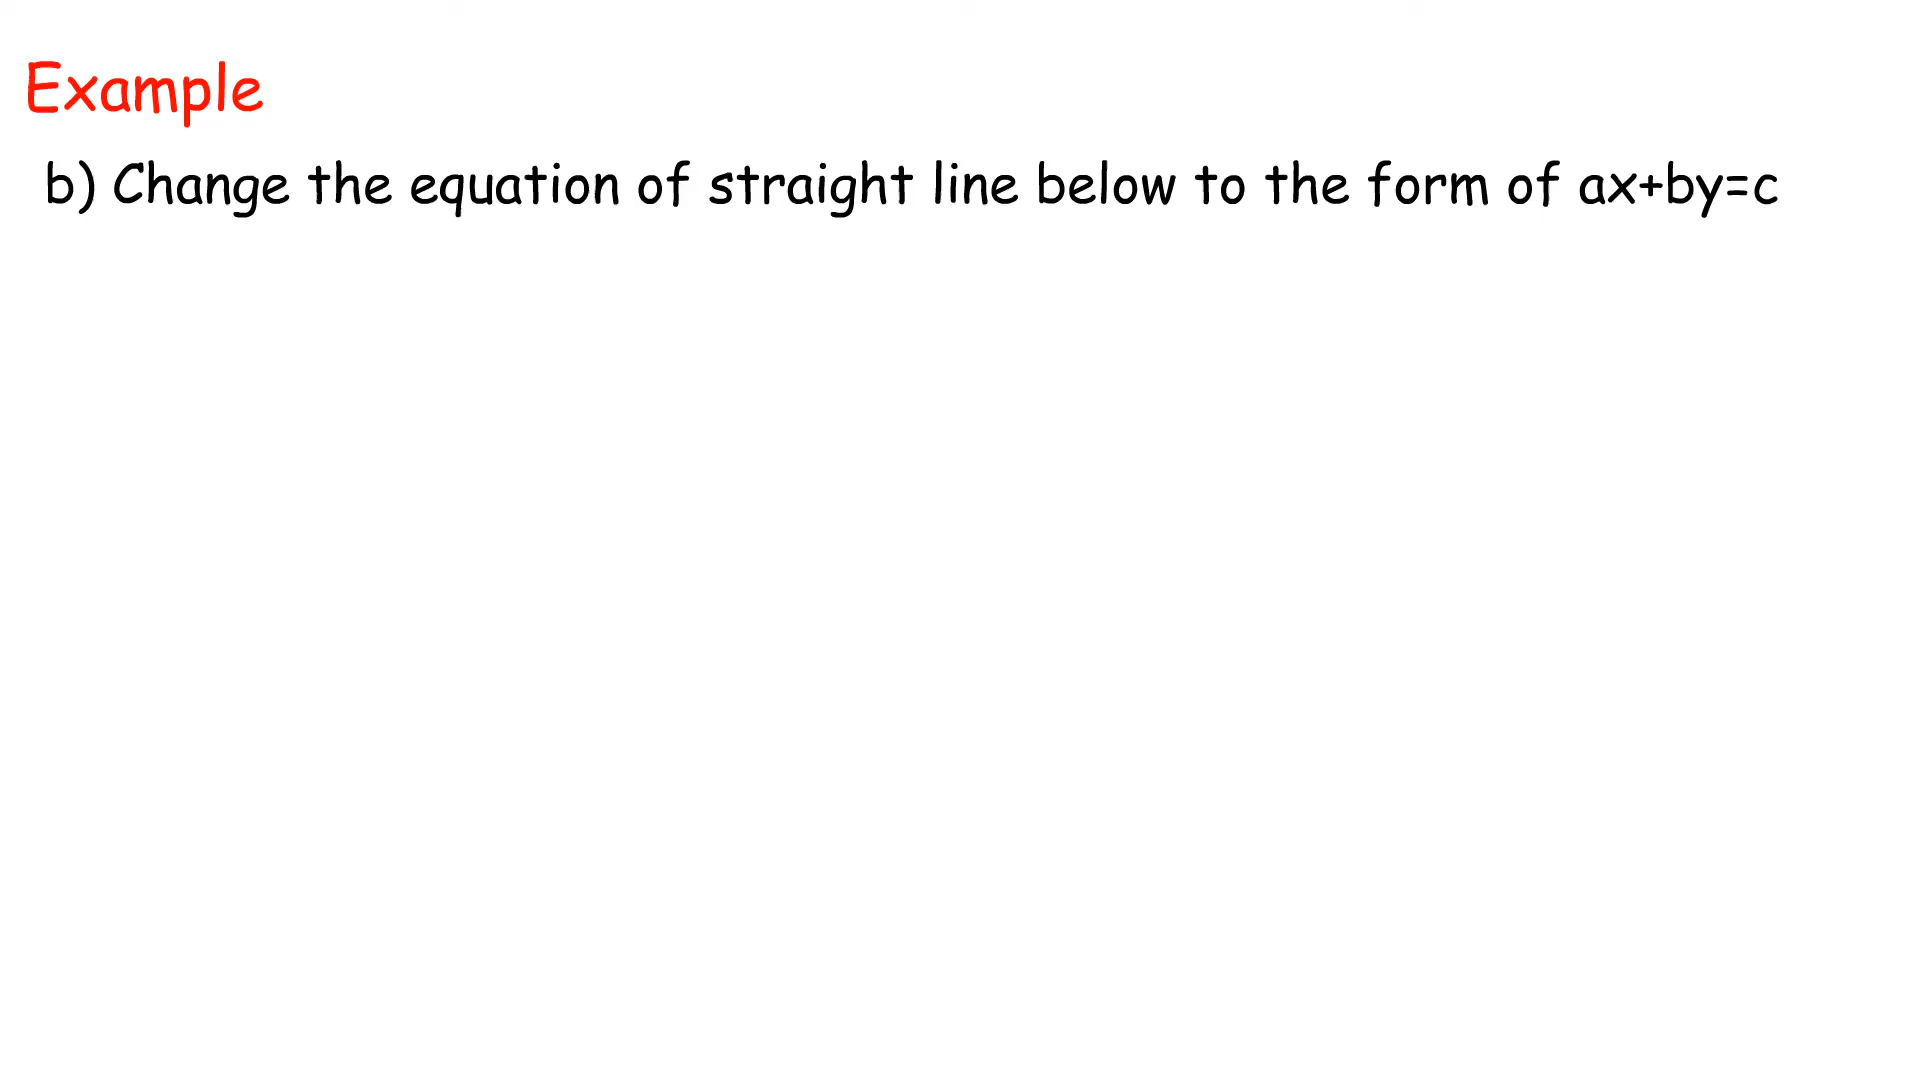 Example
b) Change the equation of straight line below to the form of ax+by=c